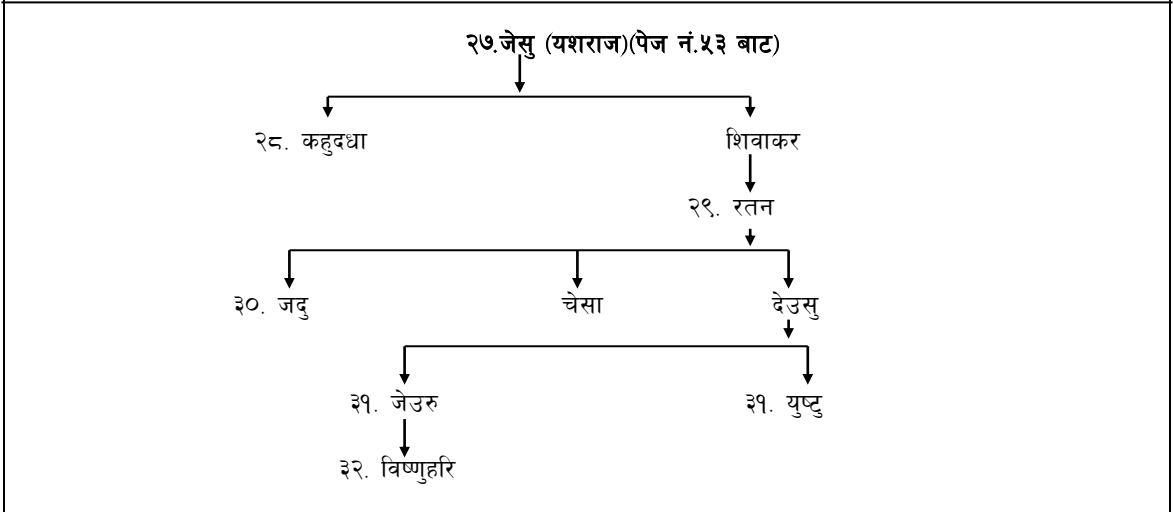 २७.जेसु (यशराज)(पेज नं.५३ बाट)
२८. कहुदधा शिवाकर
२९. रतन
३०. जदु चेसा देउसु
३१. जेउरु ३१. युष्टु
३२. विष्णुहरि